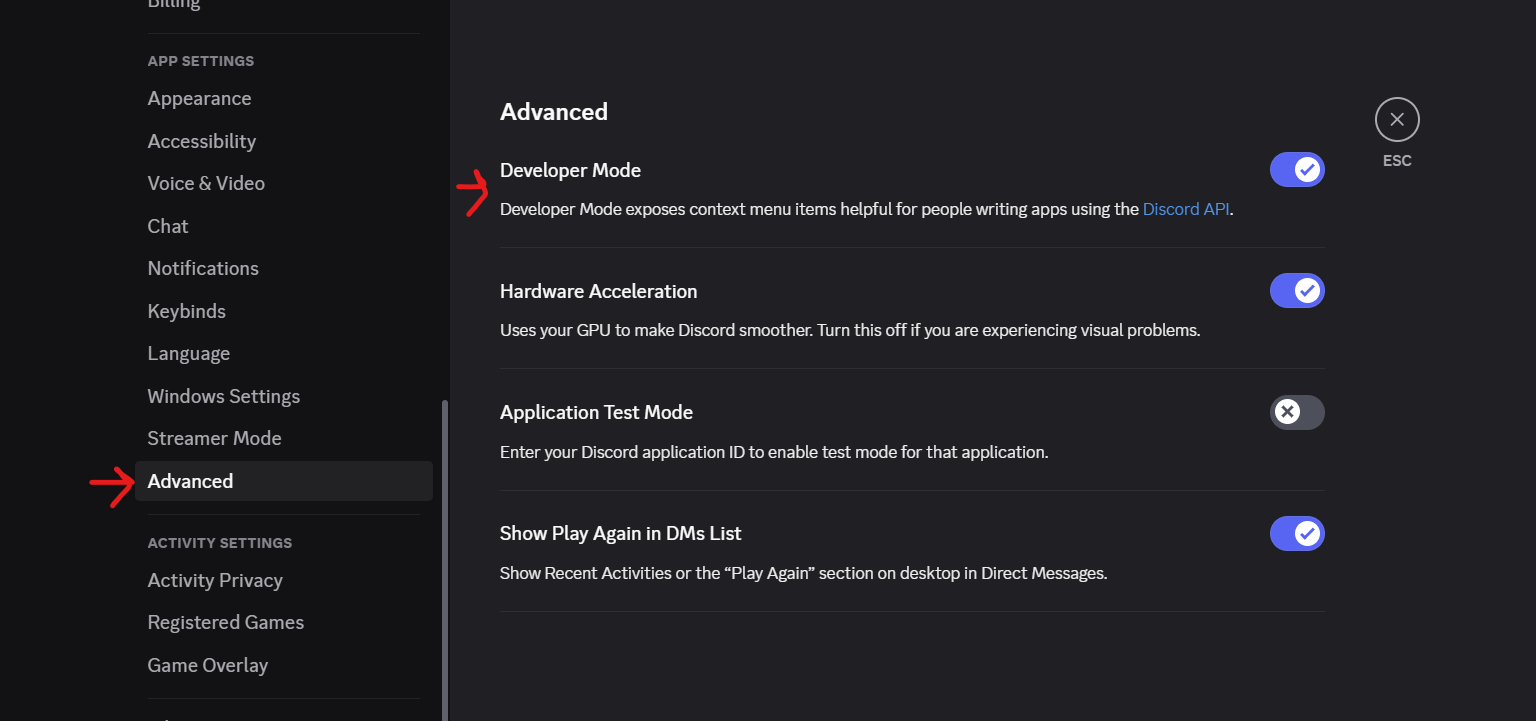 Billing
APP SETTINGS
Appearance
Accessibility
Voice & Video
Chat
Notifications
Keybinds
Language
Windows Settings
Streamer Mode
Advanced
ACTIVITY SETTINGS
Activity Privacy
Registered Games
Game Overlay
Advanced
ESC
Developer Mode
Developer Mode exposes context menu items helpful for people writing apps using the Discord API.
Hardware Acceleration
Uses your GPU to make Discord smoother. Turn this off if you are experiencing visual problems.
Application Test Mode
Enter your Discord application ID to enable test mode for that application.
Show Play Again in DMs List
Show Recent Activities or the “Play Again” section on desktop in Direct Messages.